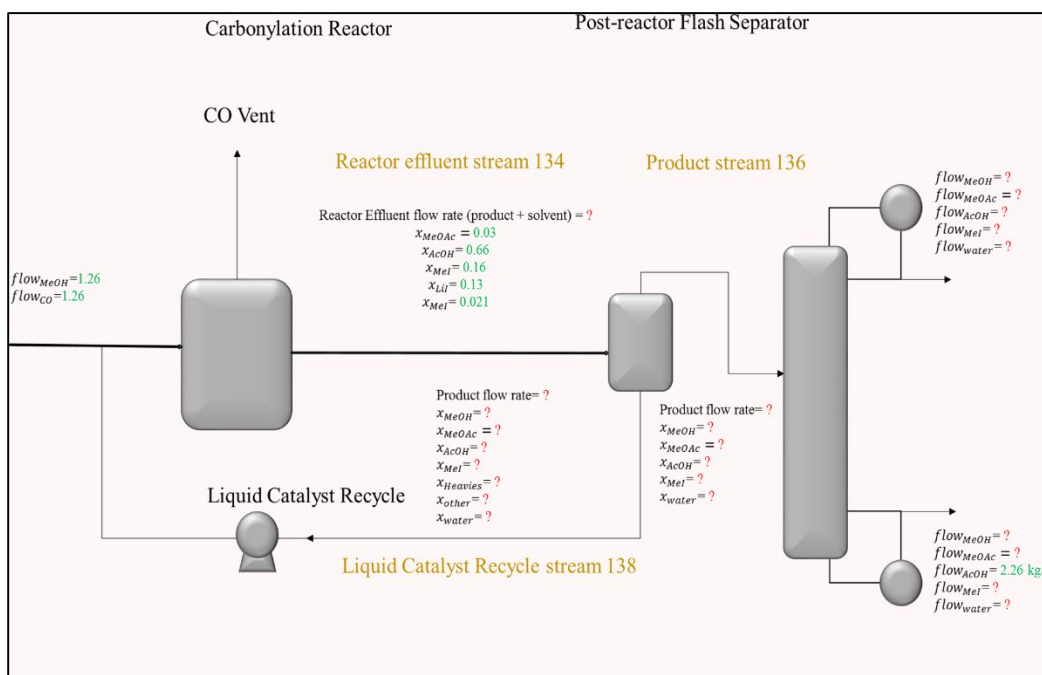 Carbonylation Reactor
Post-reactor Flash Separator
CO Vent
Reactor effluent stream 134
Product stream 136
Reactor Effluent flow rate (product + solvent) = ?
x_MeOAc = 0.03
x_AcOH= 0.66
x_MeI= 0.16
x_LiI= 0.13
x_MeI= 0.021
flow_MeOH=1.26
flow_CO=1.26
flow_MeOH= ?
flow_MeOAc = ?
flow_AcOH= ?
flow_MeI= ?
flow_water= ?
Product flow rate= ?
x_MeOH= ?
x_MeOAc= ?
x_AcOH= ?
x_MeI= ?
x_Heavies= ?
x_other= ?
x_water= ?
Product flow rate= ?
x_MeOH= ?
x_MeOAc = ?
x_AcOH= ?
x_MeI= ?
x_water= ?
Liquid Catalyst Recycle
Liquid Catalyst Recycle stream 138
flow_MeOH= ?
flow_MeOAc = ?
flow_AcOH= 2.26 kg
flow_MeI= ?
flow_water= ?